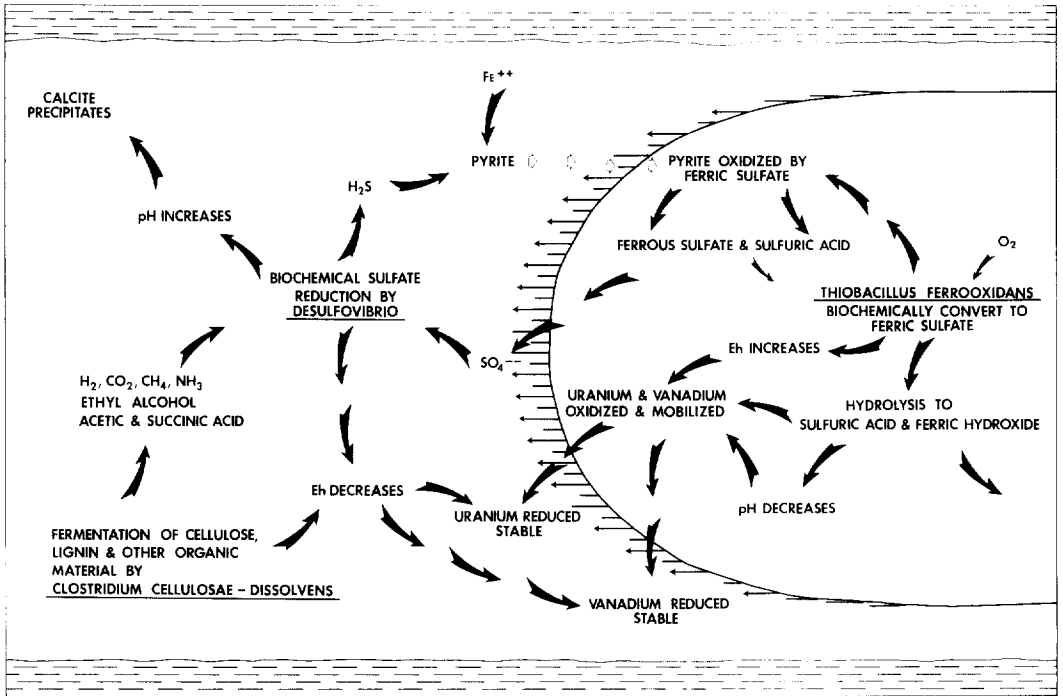 Fe++
CALCITE
PRECIPITATES
PYRITE
PYRITE OXIDIZED BY
FERRIC SULFATE
H2S
pH INCREASES
FERROUS SULFATE & SULFURIC ACID
O2
BIOCHEMICAL SULFATE
REDUCTION BY
DESULFOVIBRIO
THIOBACILLUS FERROOXIDANS
BIOCHEMICALLY CONVERT TO
FERRIC SULFATE
Eh INCREASES
SO4--
H2, CO2, CH4, NH3
ETHYL ALCOHOL
ACETIC & SUCCINIC ACID
URANIUM & VANADIUM
OXIDIZED & MOBILIZED
HYDROLYSIS TO
SULFURIC ACID & FERRIC HYDROXIDE
Eh DECREASES
URANIUM REDUCED
STABLE
pH DECREASES
FERMENTATION OF CELLULOSE,
LIGNIN & OTHER ORGANIC
MATERIAL BY
CLOSTRIDIUM CELLULOSAE - DISSOLVENS
VANADIUM REDUCED
STABLE